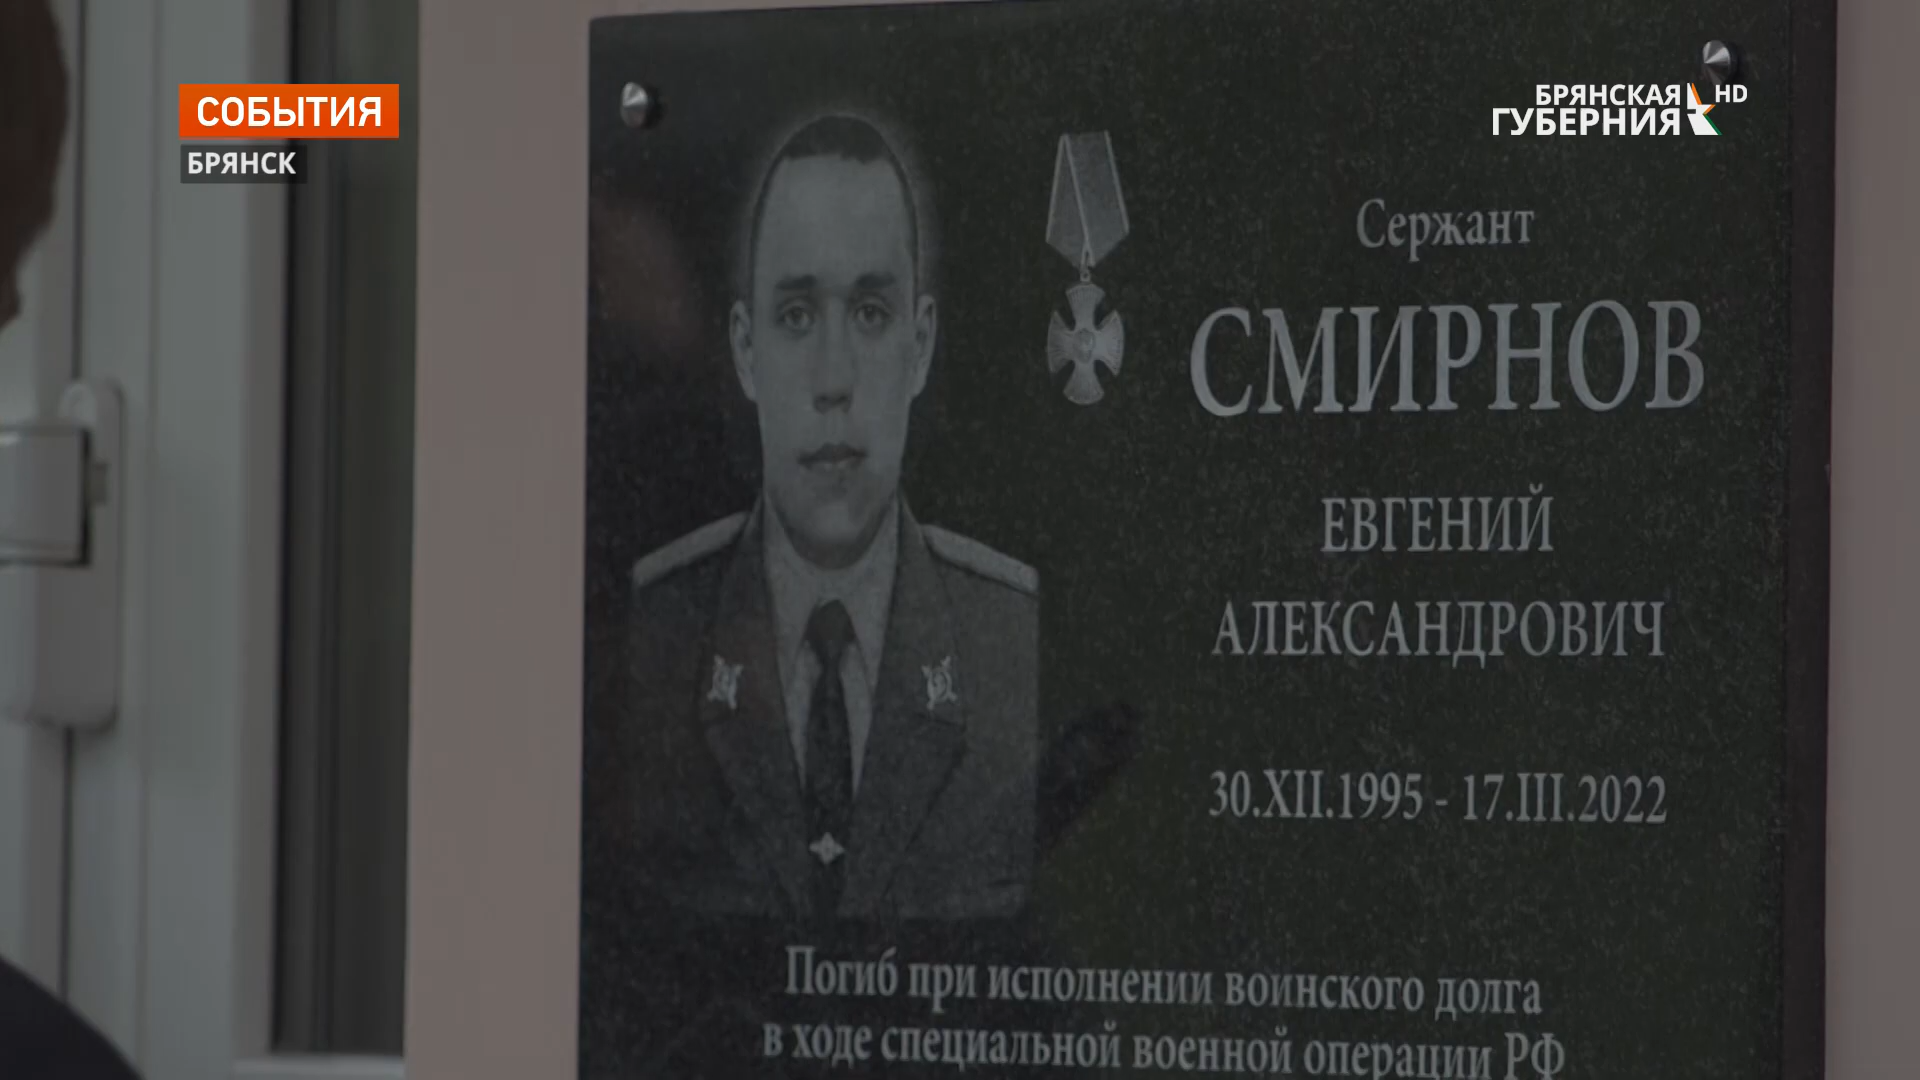 СОБЫТИЯ
БРЯНСК
БРЯНСКАЯ HD
ГУБЕРНИЯ
Сержант
СМИРНОВ
ЕВГЕНИЙ
АЛЕКСАНДРОВИЧ
30.XII.1995 - 17.III.2022
Погиб при исполнении воинского долга
в ходе специальной военной операции РФ